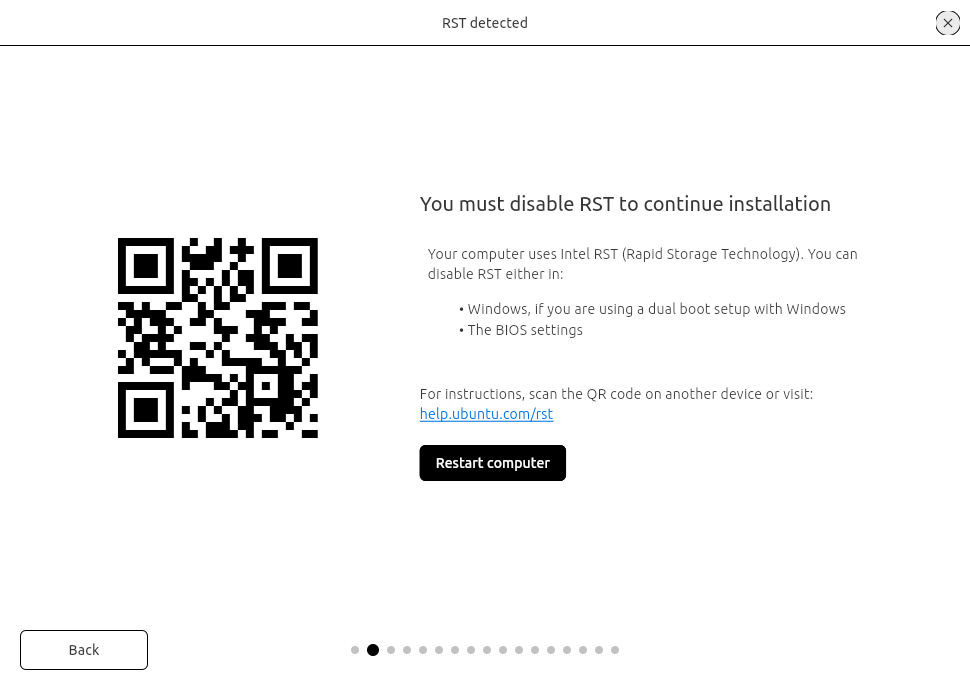 RST detected
You must disable RST to continue installation
Your computer uses Intel RST (Rapid Storage Technology). You can
disable RST either in:
• Windows, if you are using a dual boot setup with Windows
• The BIOS settings
For instructions, scan the QR code on another device or visit:
help.ubuntu.com/rst
Restart computer
Back